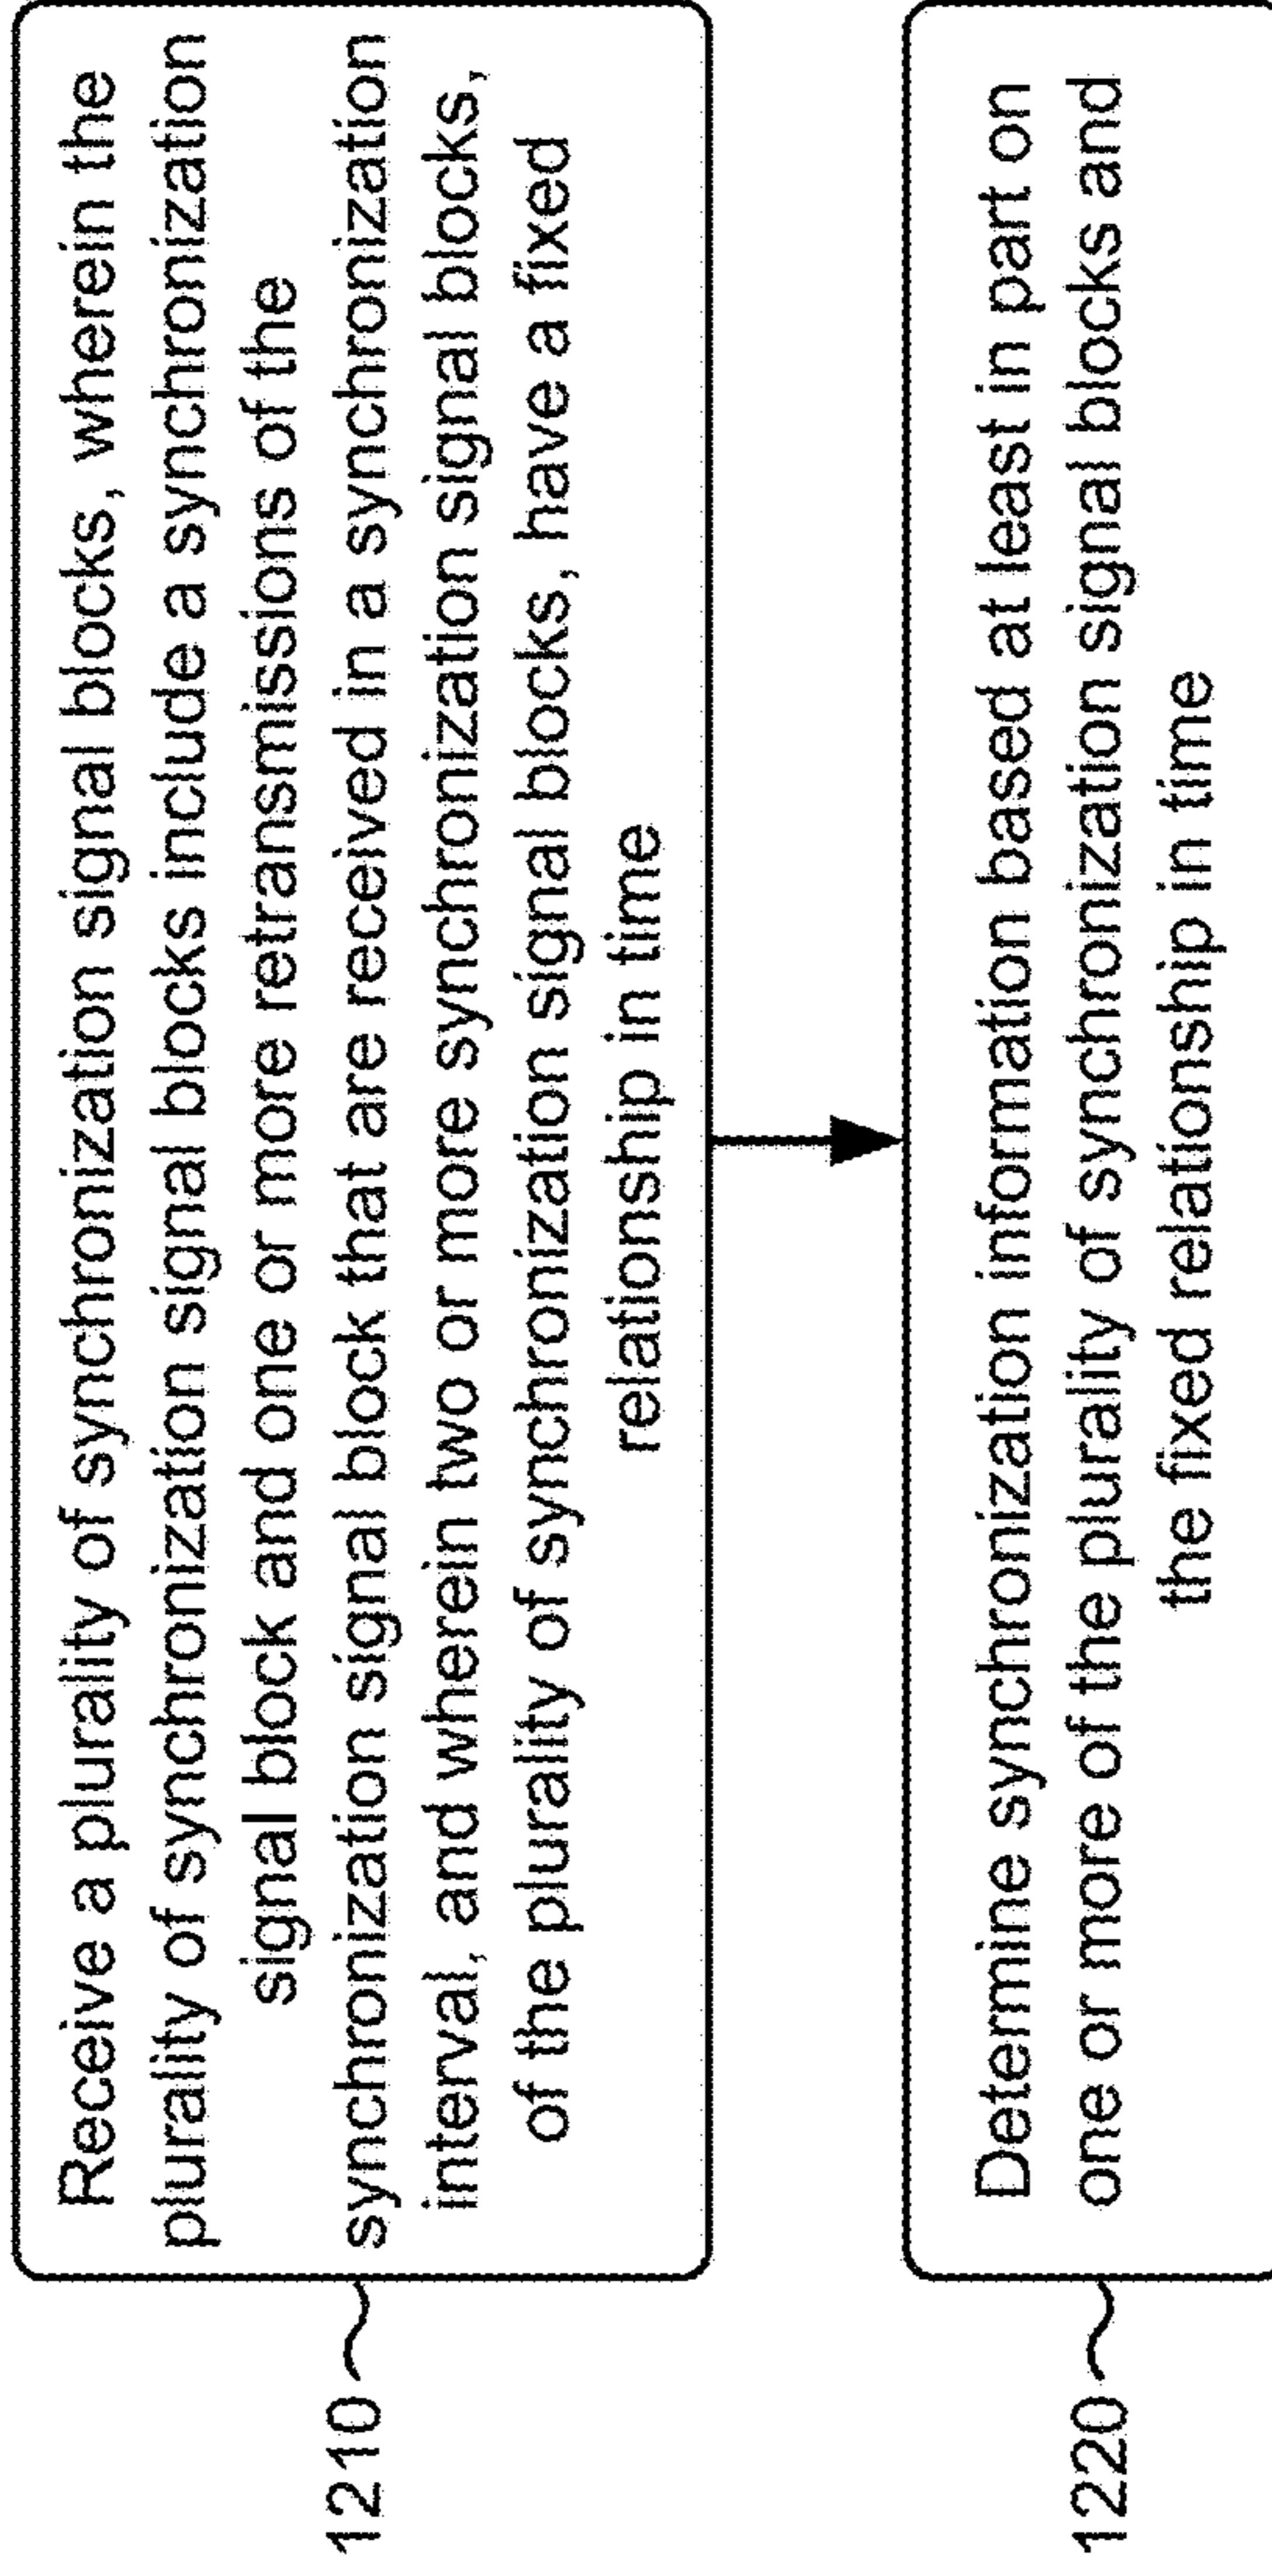 1210
Receive a plurality of synchronization signal blocks, wherein the
plurality of synchronization signal blocks include a synchronization
signal block and one or more retransmissions of the
synchronization signal block that are received in a synchronization
interval, and wherein two or more synchronization signal blocks,
of the plurality of synchronization signal blocks, have a fixed
relationship in time
1220
Determine synchronization information based at least in part on
one or more of the plurality of synchronization signal blocks and
the fixed relationship in time